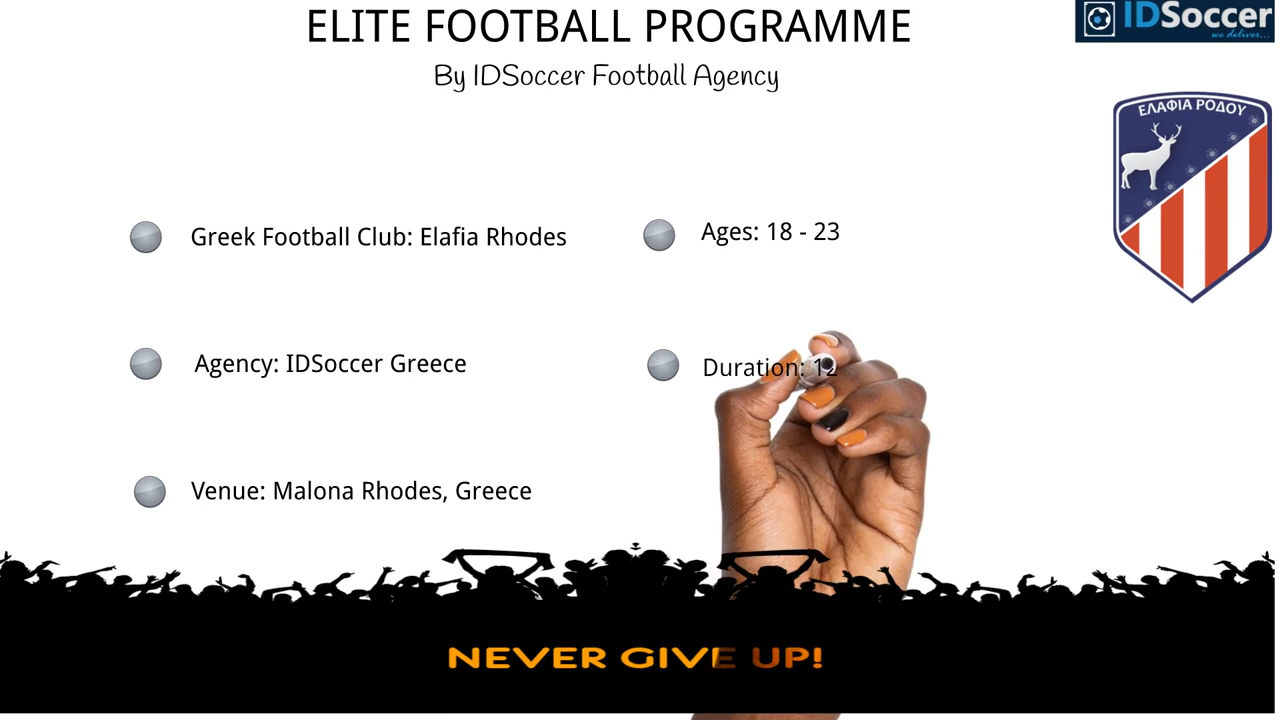 ELITE FOOTBALL PROGRAMME
By IDSoccer Football Agency
IDSoccer
we deliver...
ΕΛΑΦΙΑ ΡΟΔΟΥ
Greek Football Club: Elafia Rhodes
Ages: 18 - 23
Agency: IDSoccer Greece
Duration: 12
Venue: Malona Rhodes, Greece
NEVER GIVE UP!